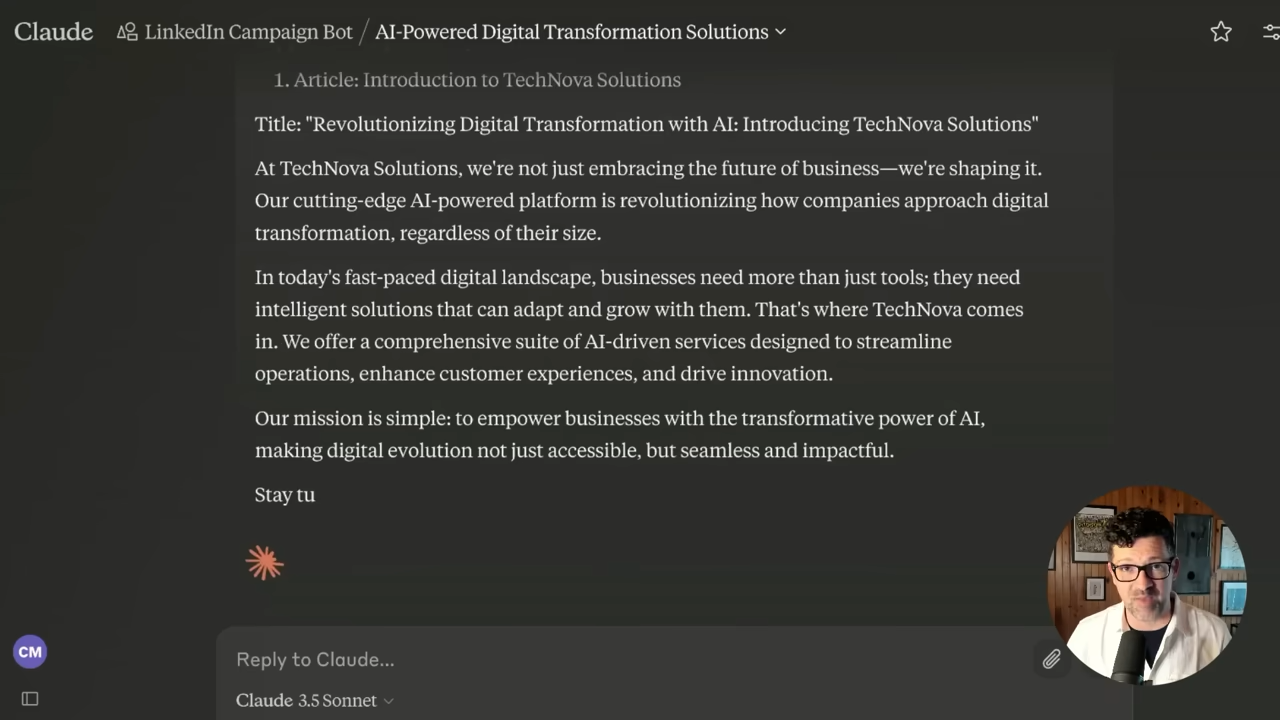 Claude LinkedIn Campaign Bot / AI-Powered Digital Transformation Solutions
1. Article: Introduction to TechNova Solutions
Title: "Revolutionizing Digital Transformation with AI: Introducing TechNova Solutions"
At TechNova Solutions, we're not just embracing the future of business—we're shaping it.
Our cutting-edge AI-powered platform is revolutionizing how companies approach digital
transformation, regardless of their size.
In today's fast-paced digital landscape, businesses need more than just tools; they need
intelligent solutions that can adapt and grow with them. That's where TechNova comes
in. We offer a comprehensive suite of AI-driven services designed to streamline
operations, enhance customer experiences, and drive innovation.
Our mission is simple: to empower businesses with the transformative power of AI,
making digital evolution not just accessible, but seamless and impactful.
Stay tu
CM
Reply to Claude...
Claude 3.5 Sonnet